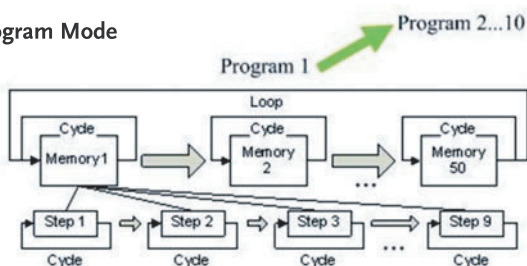 ogram Mode
Program 2...10
Program 1
Loop
Cycle
Cycle
Cycle
Memory1
Memory
2
...
Memory
50
Step 1
Step 2
Step 3
...
Step 9
Cycle
Cycle
Cycle
Cycle